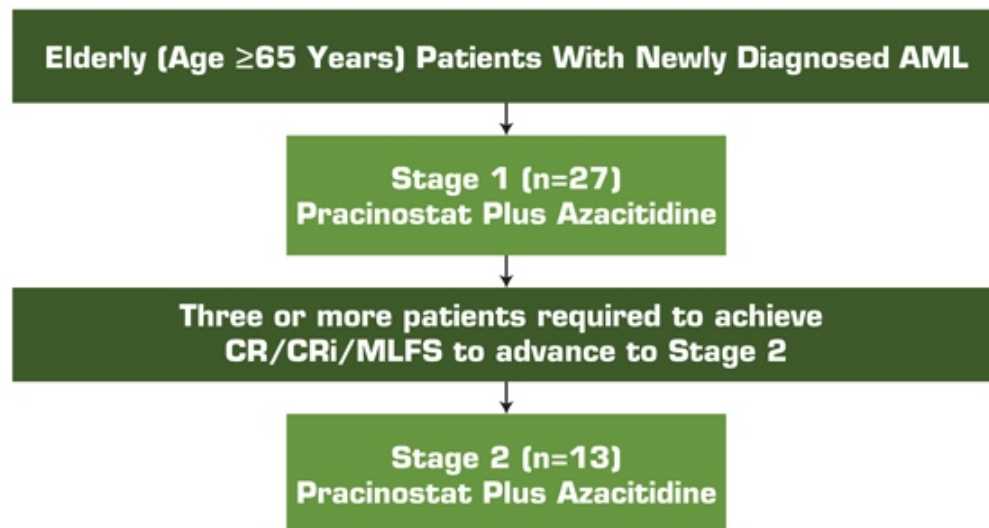 Elderly (Age ≥65 Years) Patients With Newly Diagnosed AML
Stage 1 (n=27)
Pracinostat Plus Azacitidine
Three or more patients required to achieve
CR/CRi/MLFS to advance to Stage 2
Stage 2 (n=13)
Pracinostat Plus Azacitidine